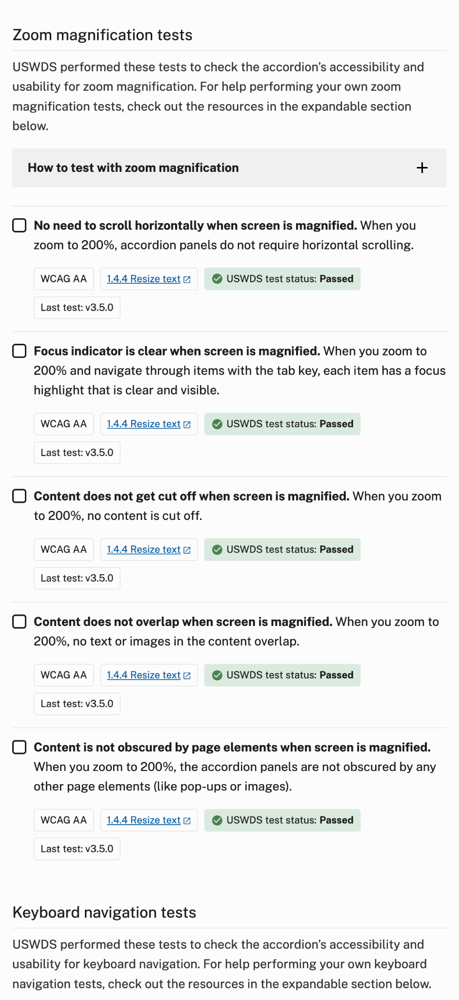 Zoom magnification tests
USWDS performed these tests to check the accordion’s accessibility and
usability for zoom magnification. For help performing your own zoom
magnification tests, check out the resources in the expandable section
below.
How to test with zoom magnification
No need to scroll horizontally when screen is magnified. When you
zoom to 200%, accordion panels do not require horizontal scrolling.
WCAG AA 1.4.4 Resize text USWDS test status: Passed
Last test: v3.5.0
Focus indicator is clear when screen is magnified. When you zoom to
200% and navigate through items with the tab key, each item has a focus
highlight that is clear and visible.
WCAG AA 1.4.4 Resize text USWDS test status: Passed
Last test: v3.5.0
Content does not get cut off when screen is magnified. When you zoom
to 200%, no content is cut off.
WCAG AA 1.4.4 Resize text USWDS test status: Passed
Last test: v3.5.0
Content does not overlap when screen is magnified. When you zoom to
200%, no text or images in the content overlap.
WCAG AA 1.4.4 Resize text USWDS test status: Passed
Last test: v3.5.0
Content is not obscured by page elements when screen is magnified.
When you zoom to 200%, the accordion panels are not obscured by any
other page elements (like pop-ups or images).
WCAG AA 1.4.4 Resize text USWDS test status: Passed
Last test: v3.5.0
Keyboard navigation tests
USWDS performed these tests to check the accordion’s accessibility and
usability for keyboard navigation. For help performing your own keyboard
navigation tests, check out the resources in the expandable section below.